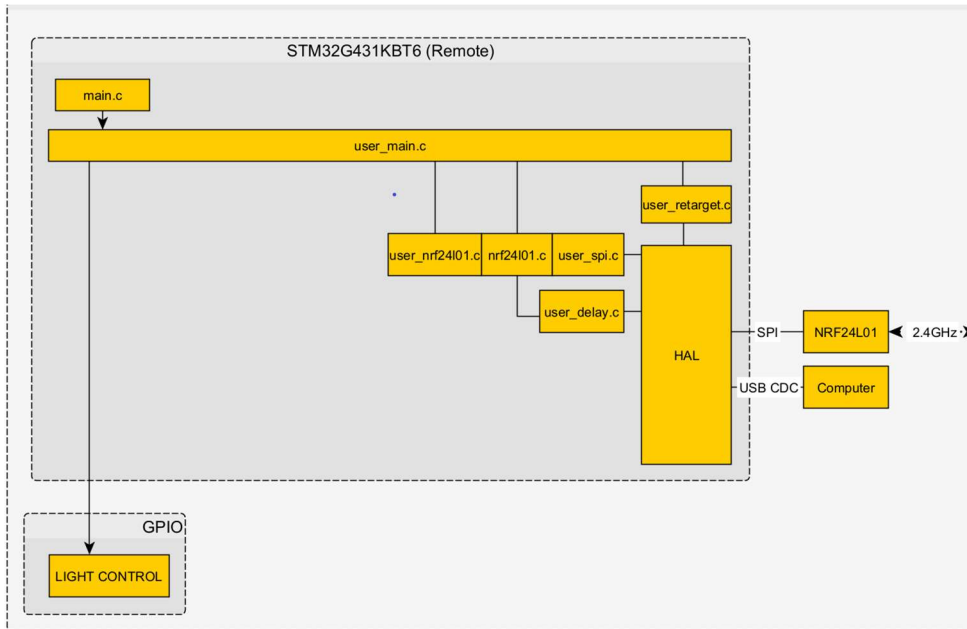 STM32G431KBT6 (Remote)
main.c
user_main.c
user_retarget.c
user_nrf24l01.c
nrf24l01.c
user_spi.c
user_delay.c
HAL
SPI
NRF24L01
2.4GHz
USB CDC
Computer
GPIO
LIGHT CONTROL